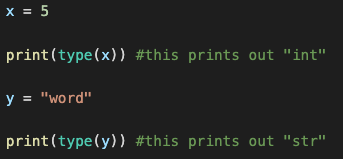 x = 5
print(type(x)) #this prints out "int"
y = "word"
print(type(y)) #this prints out "str"